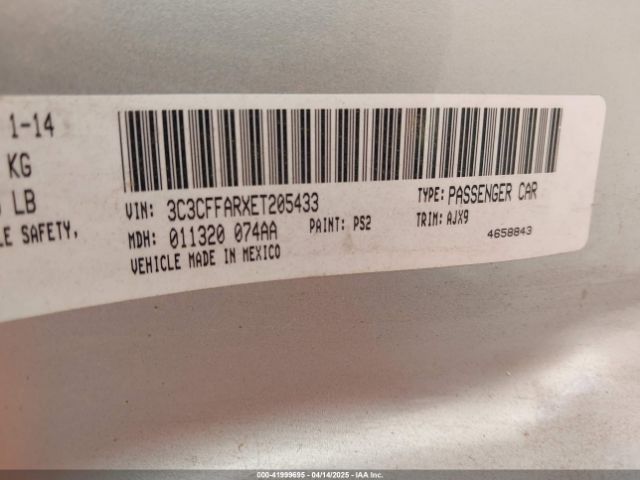 1-14
KG
LB
LE SAFETY,
VIN: 3C3CFFARXET205433
TYPE: PASSENGER CAR
MDH: 011320 074AA
PAINT: PS2
TRIM: AJX9
VEHICLE MADE IN MEXICO
4658843
000-41999695 | 04/14/2025 - IAA, Inc.